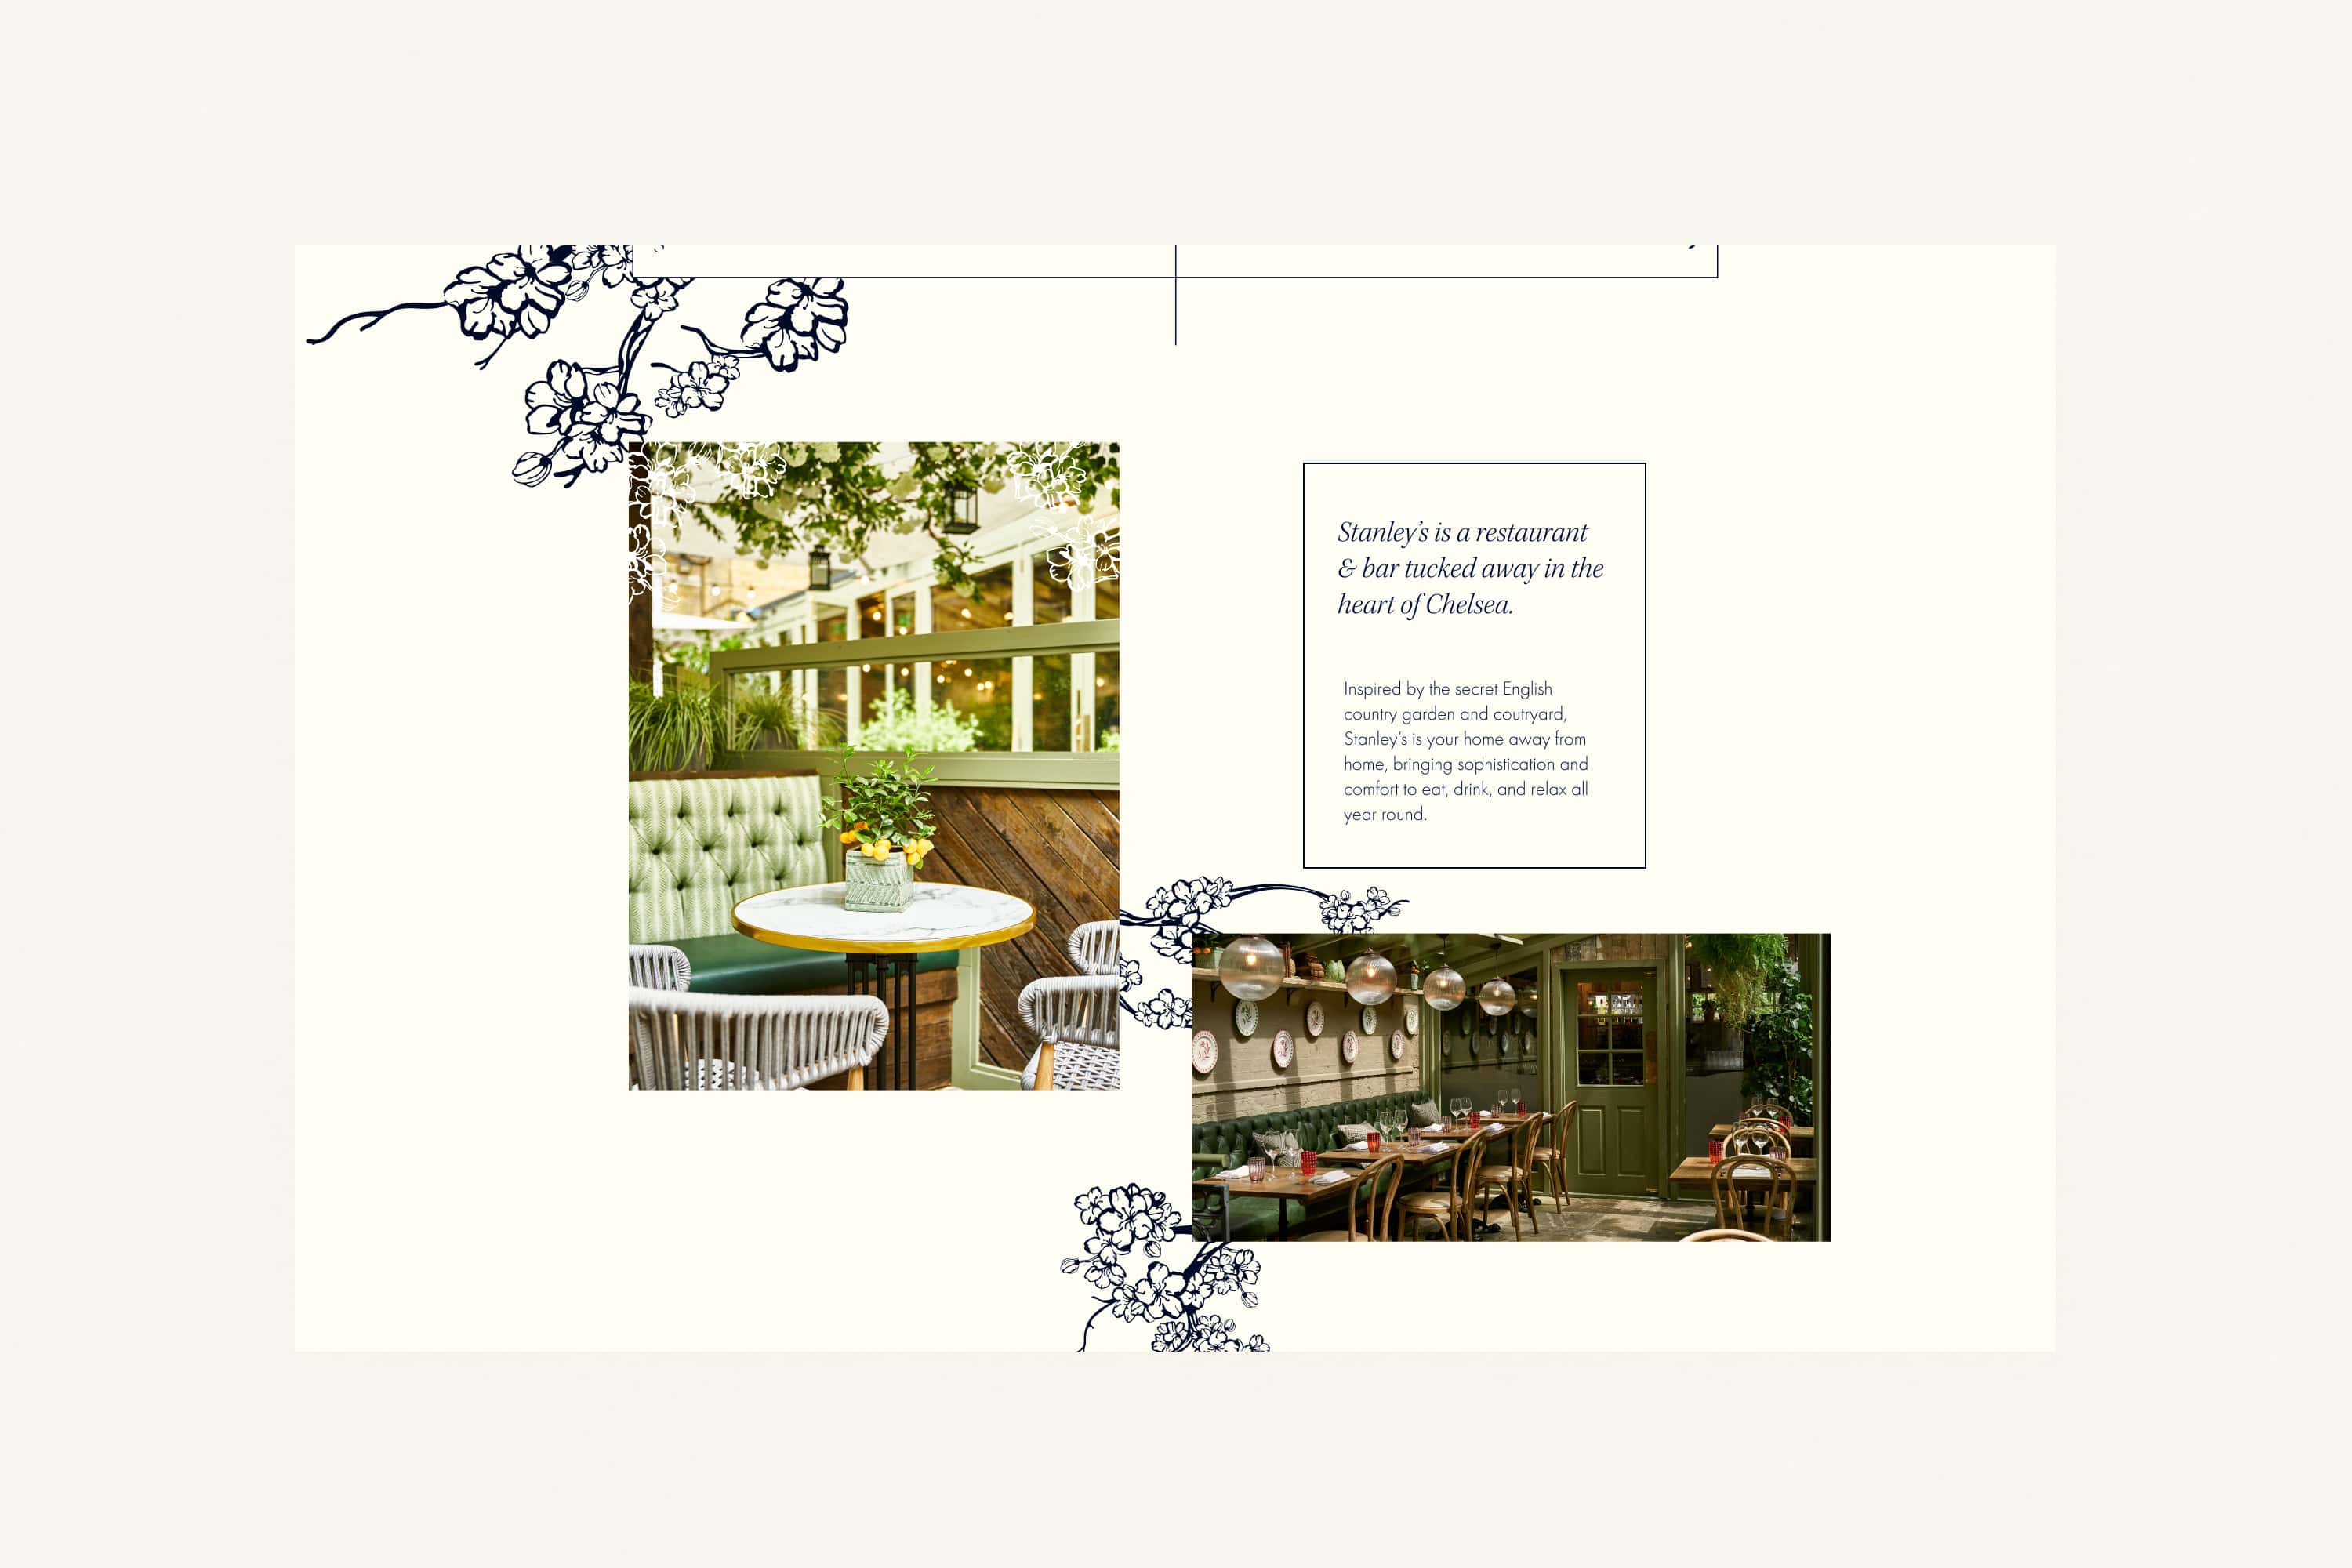 Stanley’s is a restaurant
& bar tucked away in the
heart of Chelsea.
Inspired by the secret English
country garden and coutryard,
Stanley’s is your home away from
home, bringing sophistication and
comfort to eat, drink, and relax all
year round.